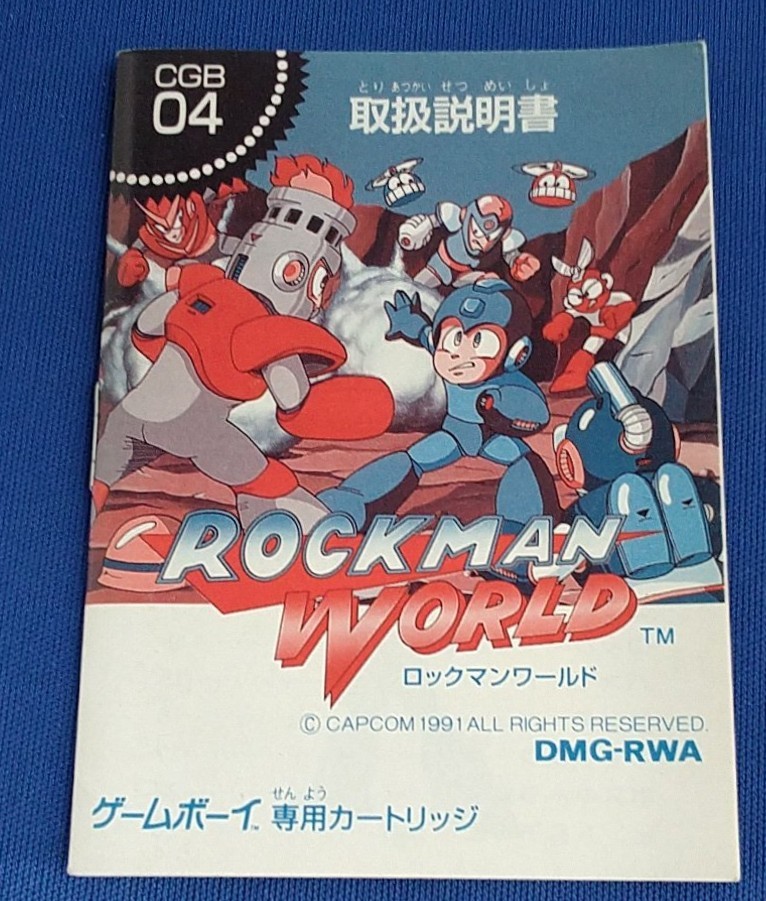 CGB
04
とり あつかい せつ めい しょ
取扱説明書
ROCKMAN
WORLD TM
ロックマンワールド
© CAPCOM 1991 ALL RIGHTS RESERVED.
DMG-RWA
せん よう
ゲームボーイ™ 専用カートリッジ